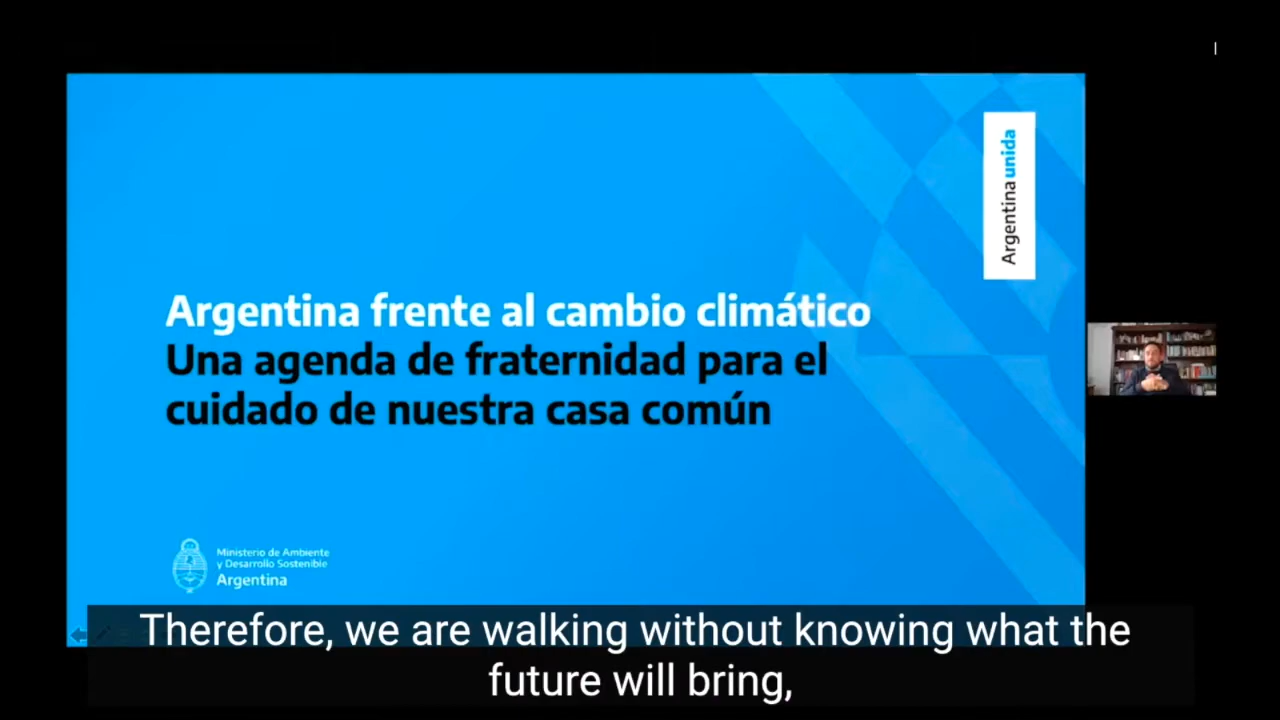 Argentina unida
Argentina frente al cambio climático
Una agenda de fraternidad para el
cuidado de nuestra casa común
Ministerio de Ambiente
y Desarrollo Sostenible
Argentina
Therefore, we are walking without knowing what the
future will bring,